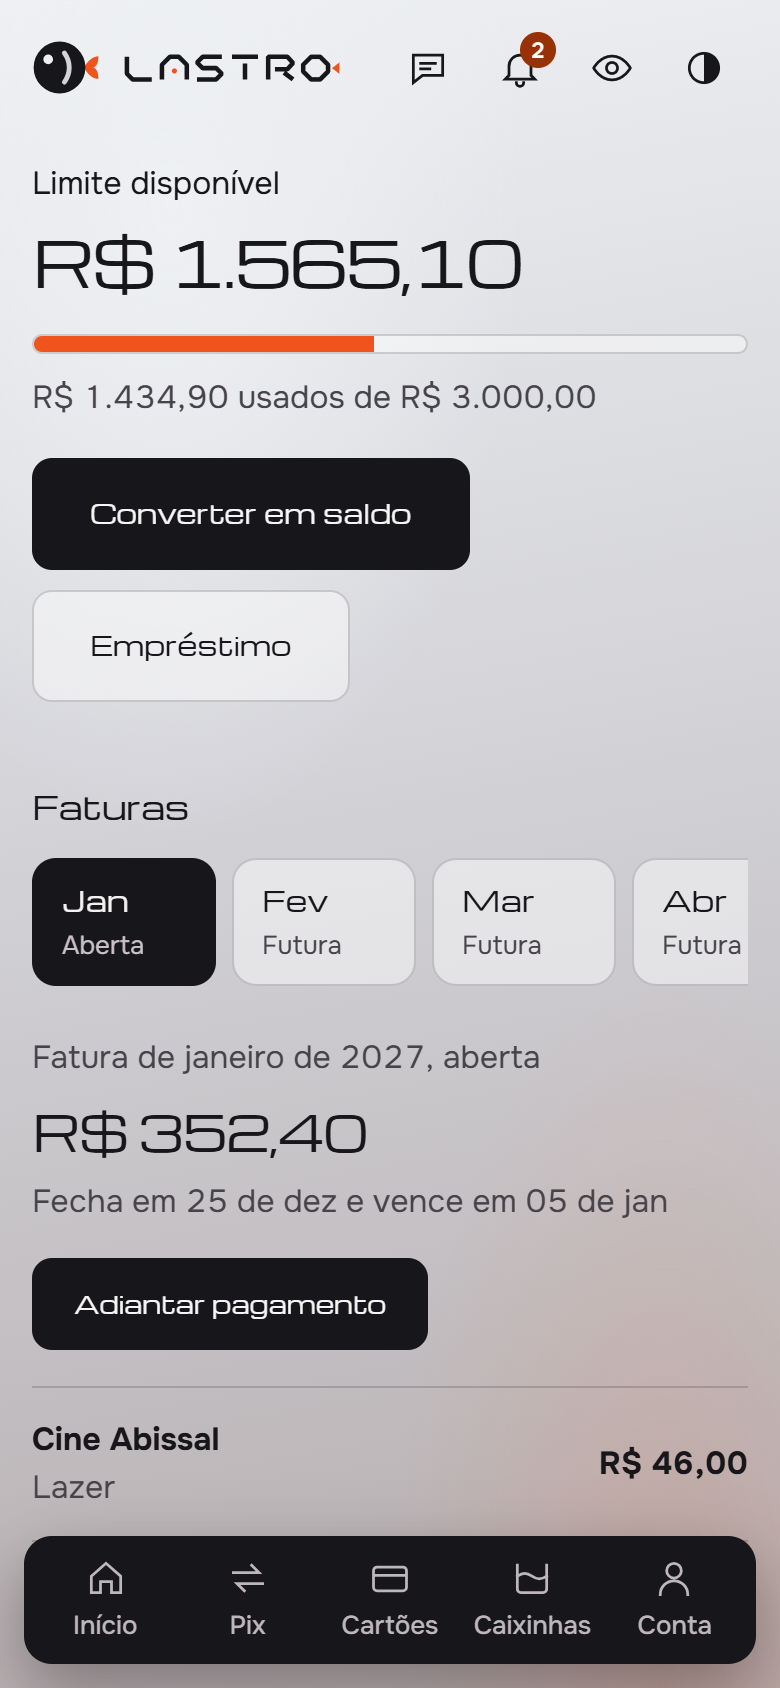 LASTRO
2
Limite disponível
R$ 1.565,10
R$ 1.434,90 usados de R$ 3.000,00
Converter em saldo
Empréstimo
Faturas
Jan Fev Mar Abr
Aberta Futura Futura Futura
Fatura de janeiro de 2027, aberta
R$ 352,40
Fecha em 25 de dez e vence em 05 de jan
Adiantar pagamento
Cine Abissal
R$ 46,00
Lazer
Início Pix Cartões Caixinhas Conta